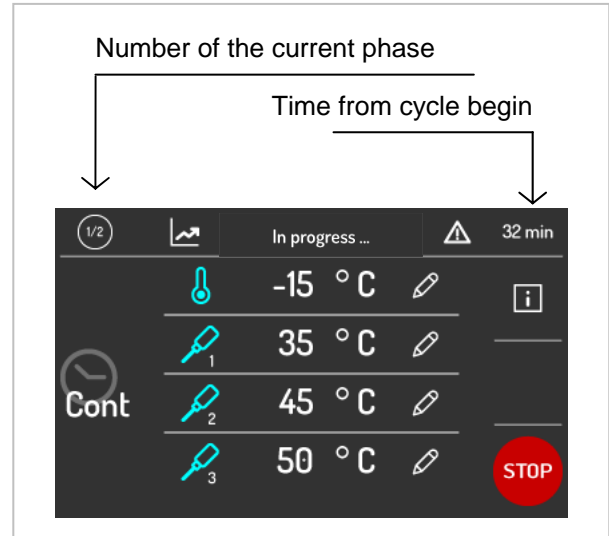 Number of the current phase
Time from cycle begin
1/2 In progress ... 32 min
-15 °C
i
1 35 °C
Cont
2 45 °C
3 50 °C
STOP